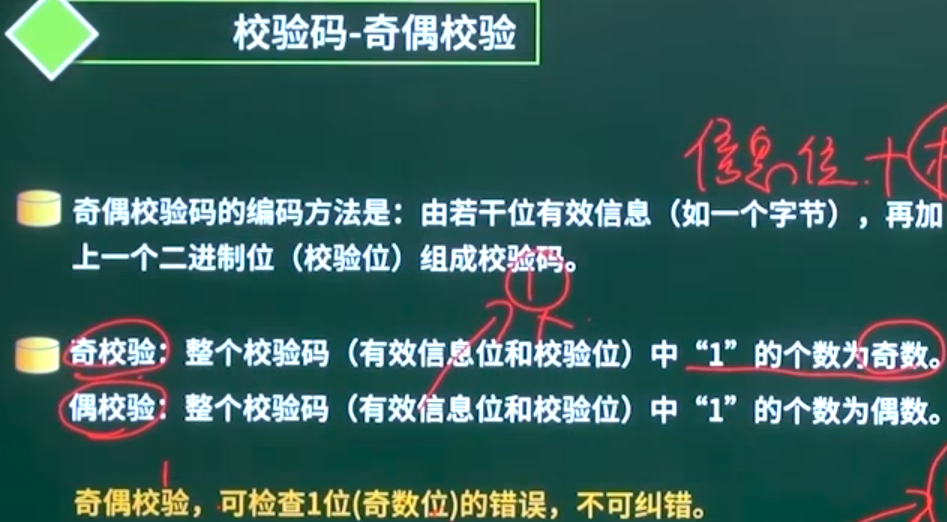 校验码-奇偶校验
信息位+
奇偶校验码的编码方法是：由若干位有效信息（如一个字节），再加
上一个二进制位（校验位）组成校验码。
1
奇校验：整个校验码（有效信息位和校验位）中“1”的个数为奇数。
偶校验：整个校验码（有效信息位和校验位）中“1”的个数为偶数。
奇偶校验，可检查1位(奇数位)的错误，不可纠错。